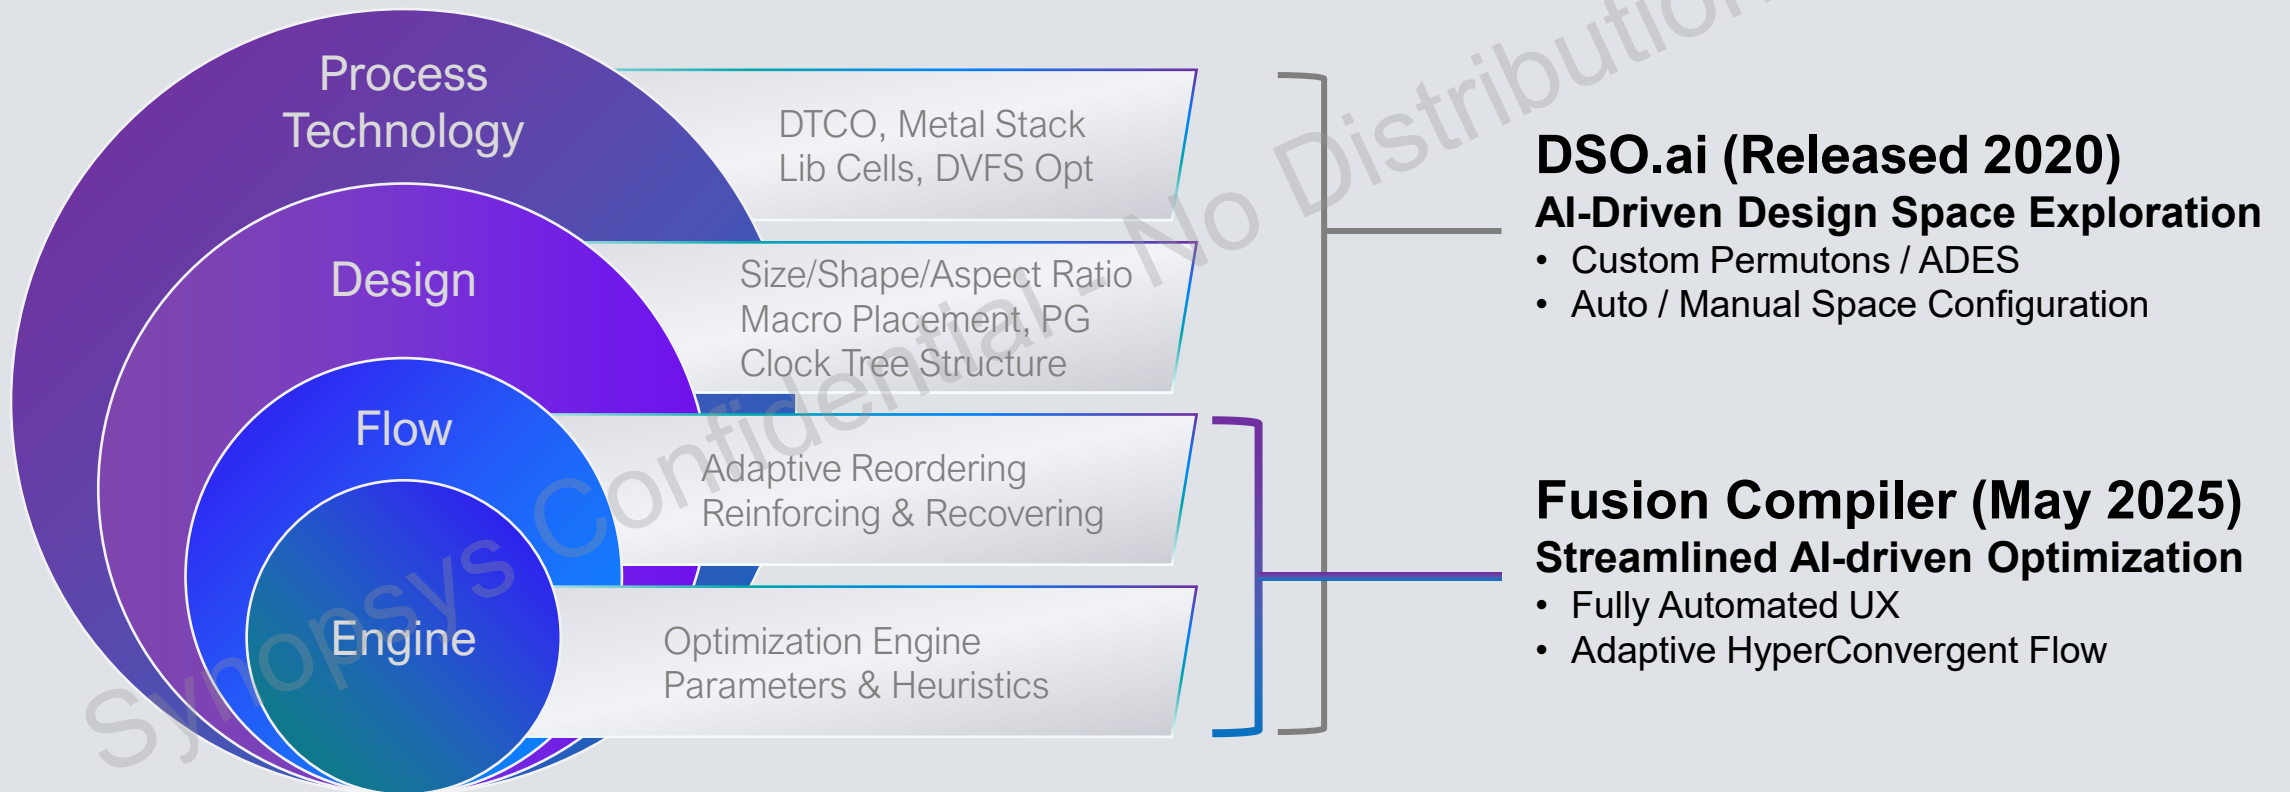 Process
Technology
DTCO, Metal Stack
Lib Cells, DVFS Opt
Design
Size/Shape/Aspect Ratio
Macro Placement, PG
Clock Tree Structure
Flow
Adaptive Reordering
Reinforcing & Recovering
Engine
Optimization Engine
Parameters & Heuristics
DSO.ai (Released 2020)
AI-Driven Design Space Exploration
• Custom Permutons / ADES
• Auto / Manual Space Configuration
Fusion Compiler (May 2025)
Streamlined AI-driven Optimization
• Fully Automated UX
• Adaptive HyperConvergent Flow
Synopsys Confidential - No Distribution